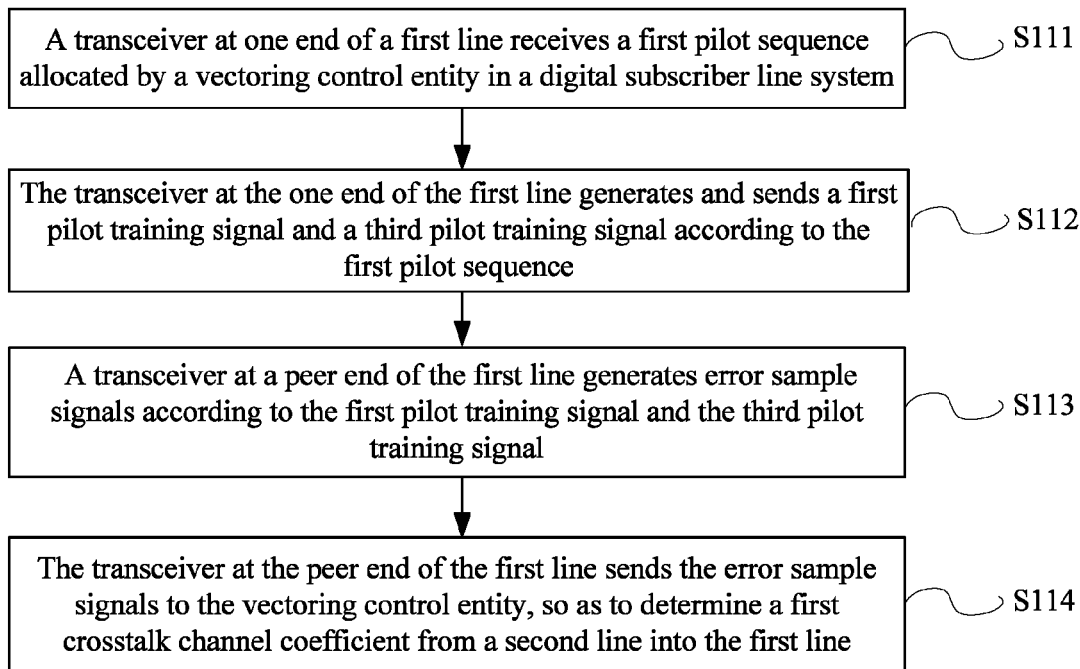 A transceiver at one end of a first line receives a first pilot sequence
allocated by a vectoring control entity in a digital subscriber line system
S111
The transceiver at the one end of the first line generates and sends a first
pilot training signal and a third pilot training signal according to the
first pilot sequence
S112
A transceiver at a peer end of the first line generates error sample
signals according to the first pilot training signal and the third pilot
training signal
S113
The transceiver at the peer end of the first line sends the error sample
signals to the vectoring control entity, so as to determine a first
crosstalk channel coefficient from a second line into the first line
S114